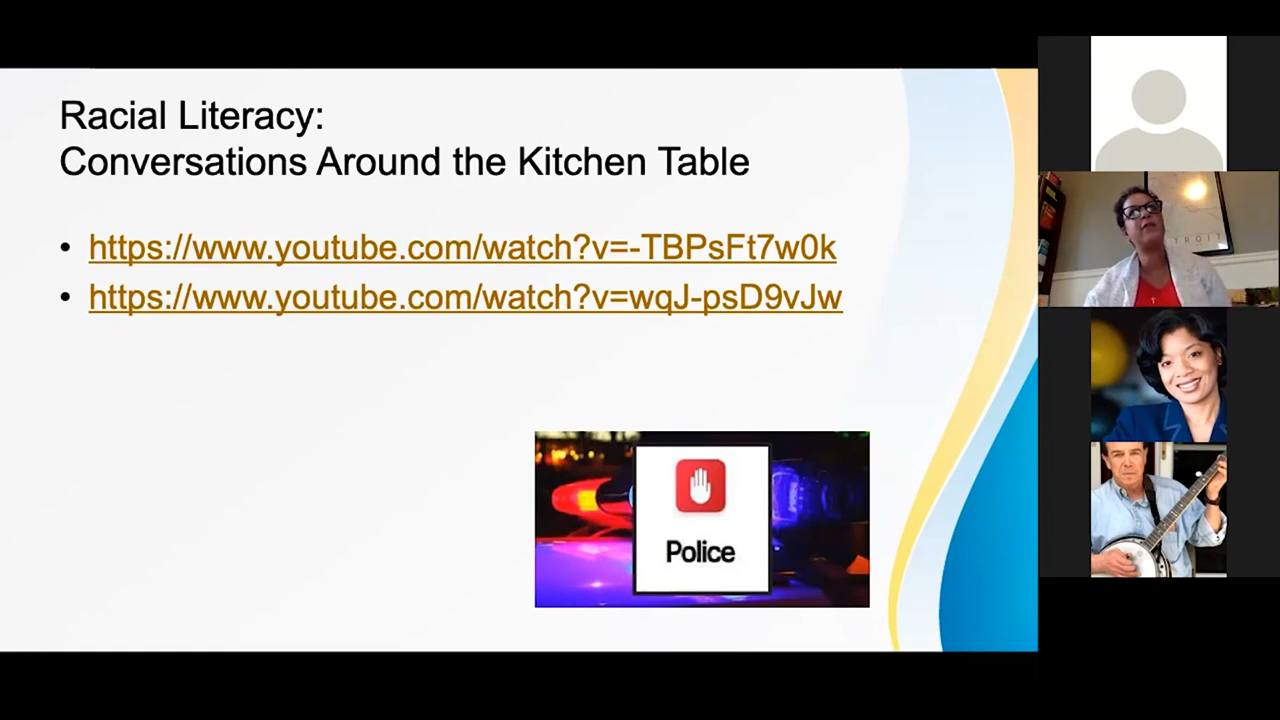 Racial Literacy:
Conversations Around the Kitchen Table
• https://www.youtube.com/watch?v=-TBPsFt7w0k
• https://www.youtube.com/watch?v=wqJ-psD9vJw
Police
TROIT